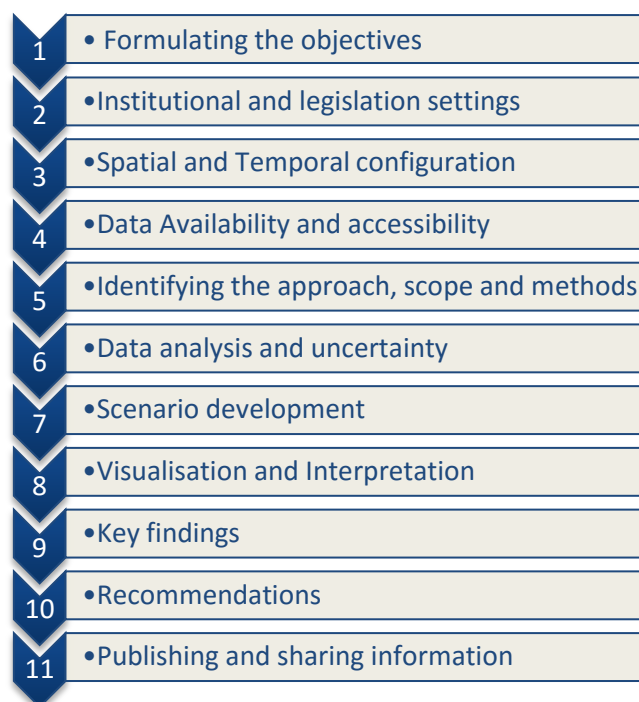 1 • Formulating the objectives
2 •Institutional and legislation settings
3 •Spatial and Temporal configuration
4 •Data Availability and accessibility
5 •Identifying the approach, scope and methods
6 •Data analysis and uncertainty
7 •Scenario development
8 •Visualisation and Interpretation
9 •Key findings
10 •Recommendations
11 •Publishing and sharing information